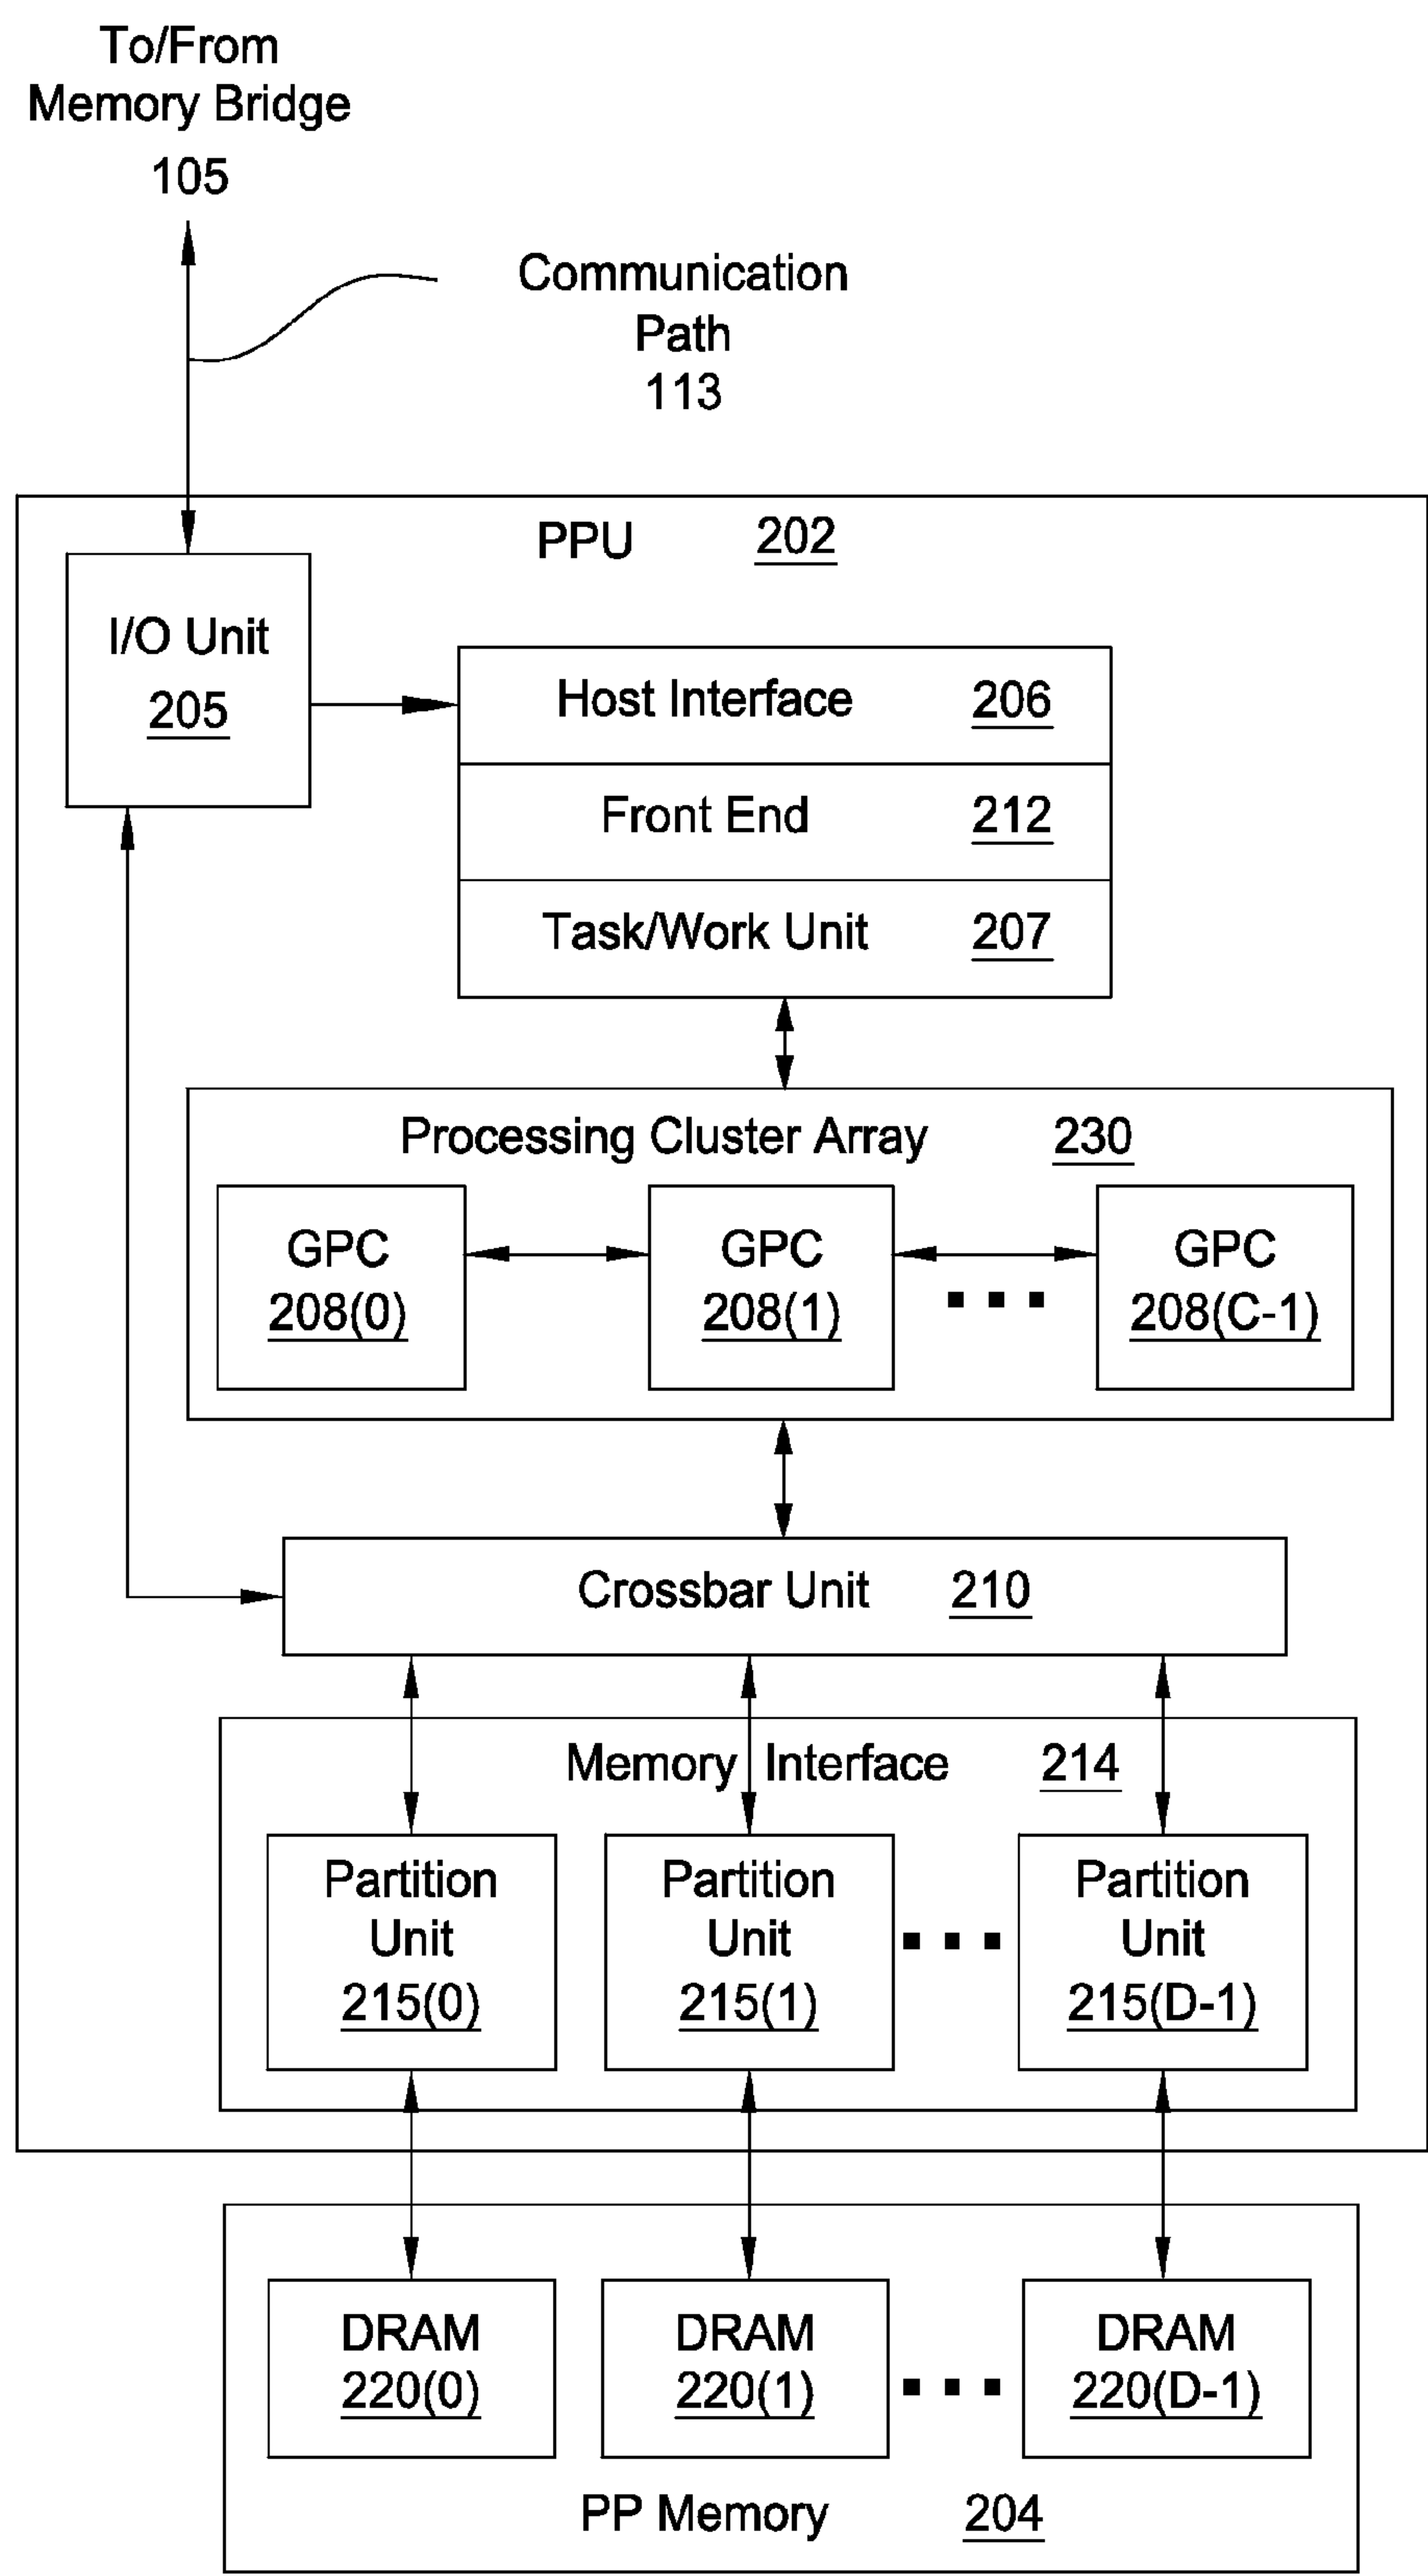 To/From
Memory Bridge
105
Communication
Path
113
PPU 202
I/O Unit
205
Host Interface 206
Front End 212
Task/Work Unit 207
Processing Cluster Array 230
GPC
208(0)
GPC
208(1)
GPC
208(C-1)
Crossbar Unit 210
Memory Interface 214
Partition
Unit
215(0)
Partition
Unit
215(1)
Partition
Unit
215(D-1)
DRAM
220(0)
DRAM
220(1)
DRAM
220(D-1)
PP Memory 204